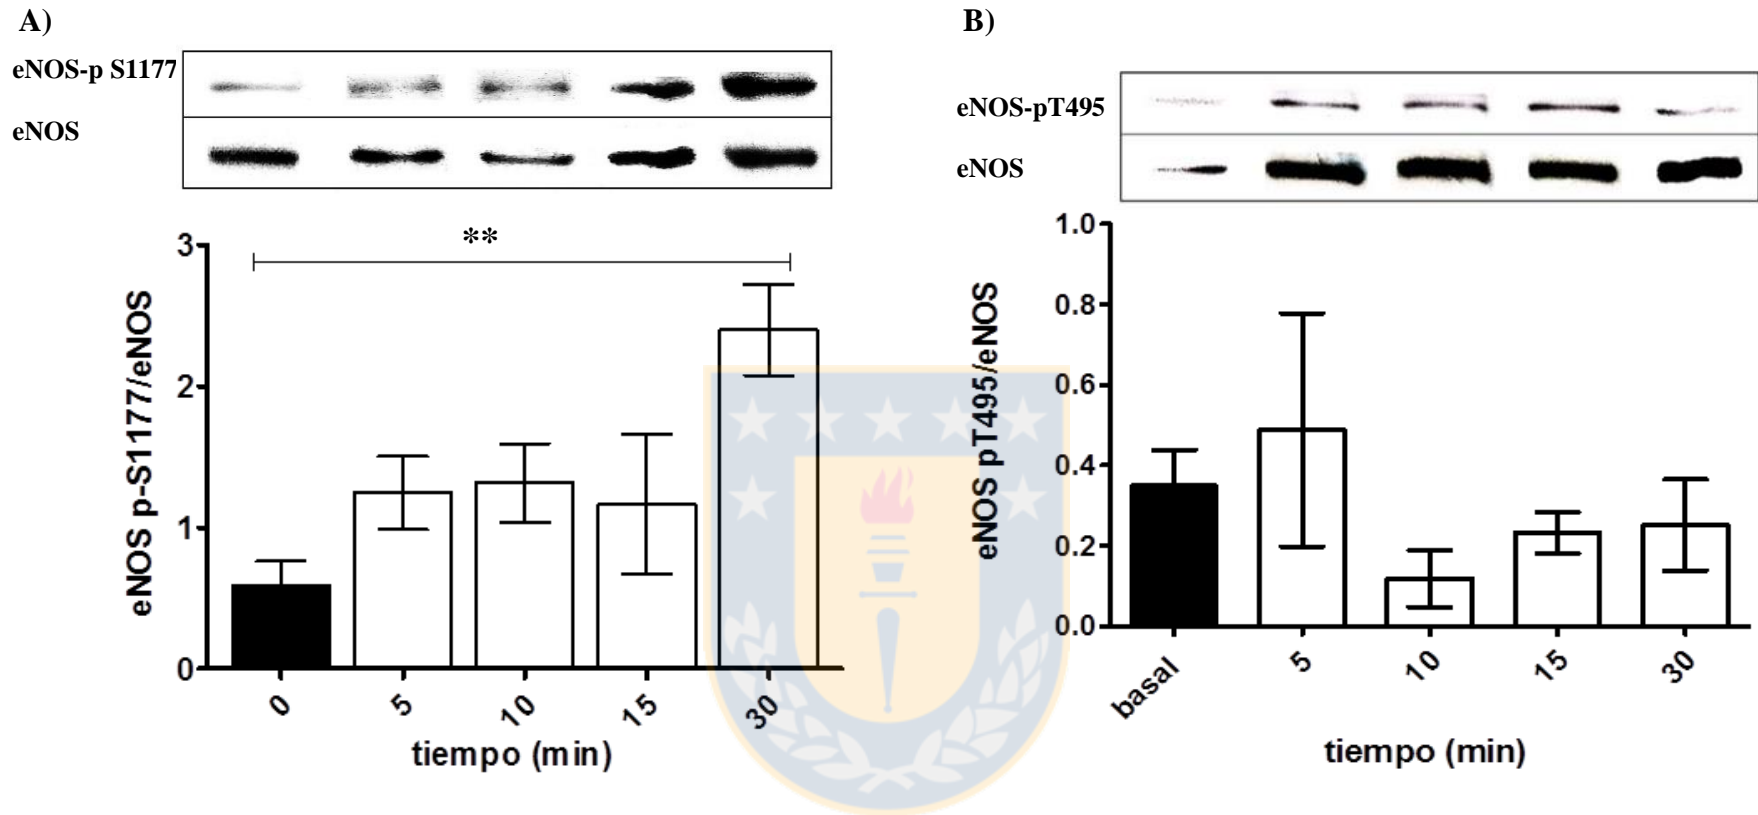 A)
eNOS-p S1177
eNOS
**
3
2
1
0
eNOS p-S1177/eNOS
0
5
10
15
30
tiempo (min)
B)
eNOS-pT495
eNOS
1.0
0.8
0.6
0.4
0.2
0.0
eNOS pT495/eNOS
basal
5
10
15
30
tiempo (min)